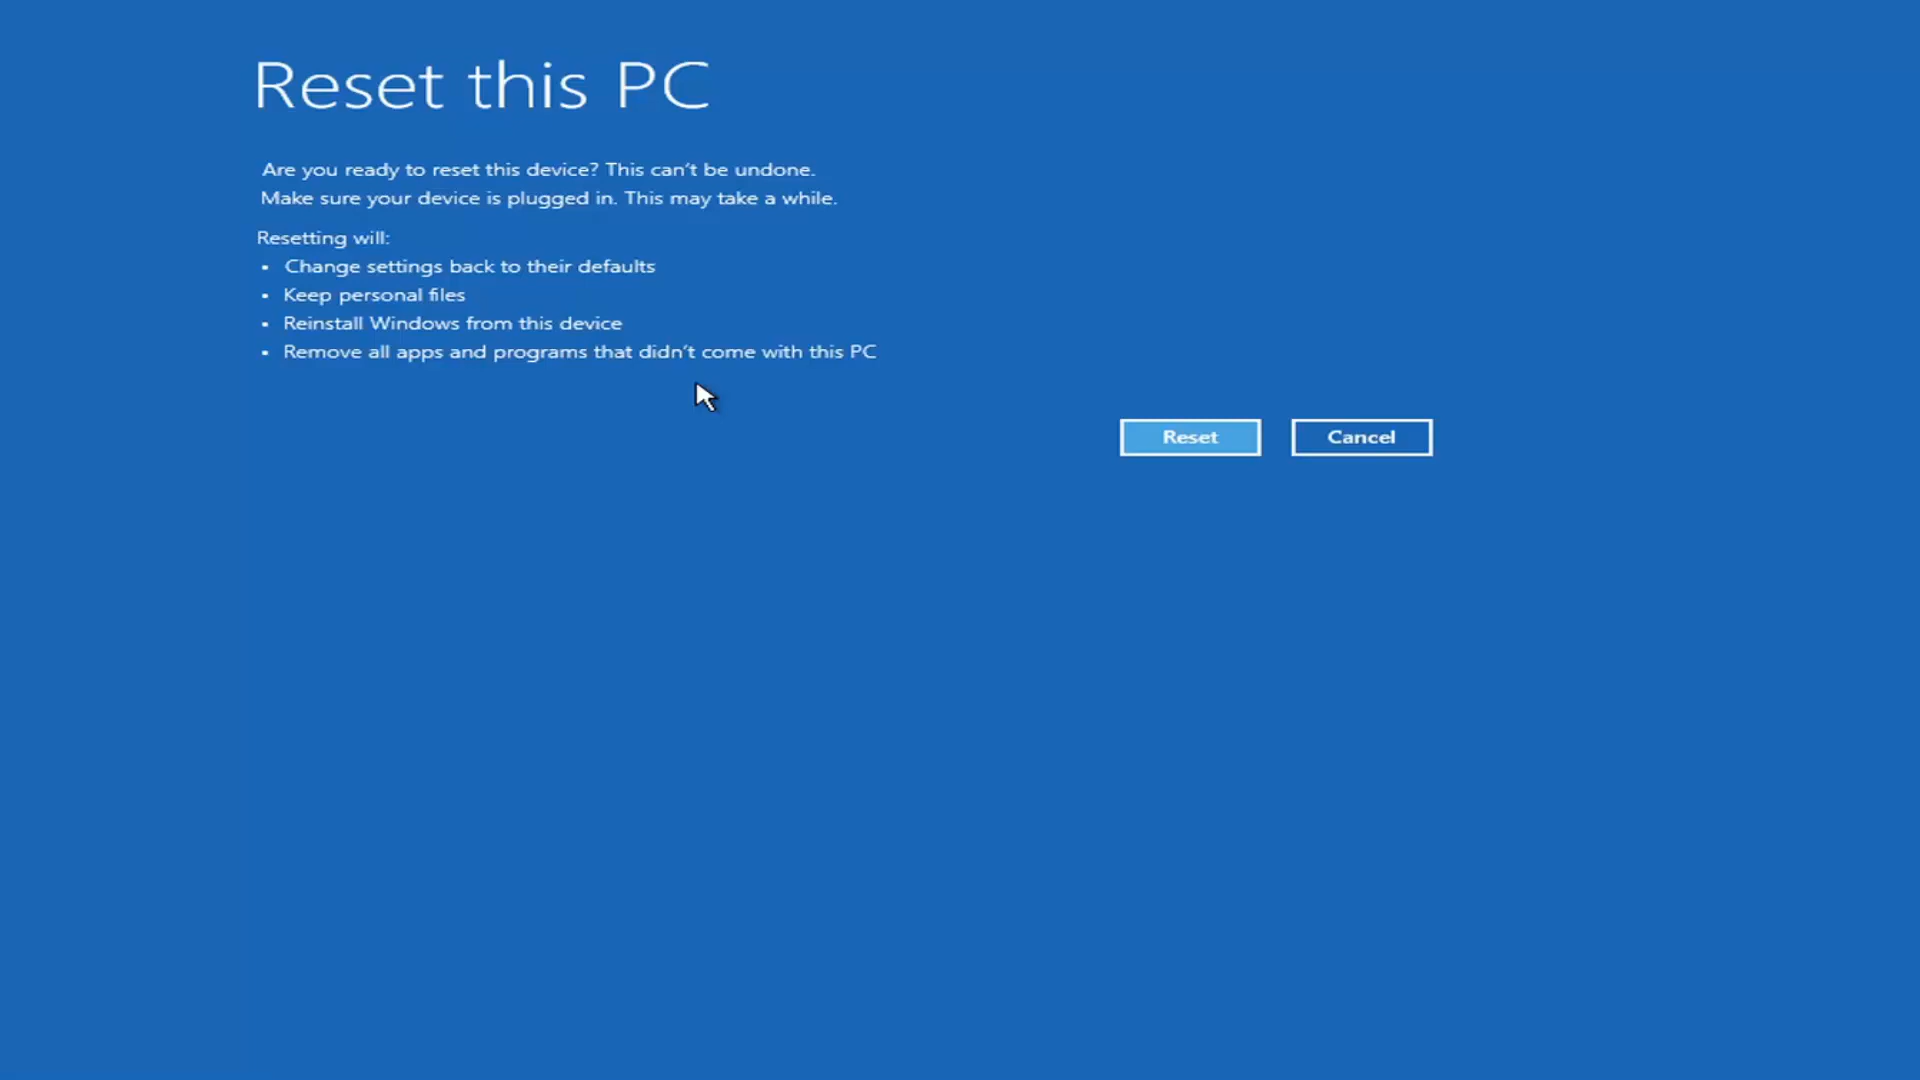 Reset this PC
Are you ready to reset this device? This can't be undone.
Make sure your device is plugged in. This may take a while.
Resetting will:
▪ Change settings back to their defaults
▪ Keep personal files
▪ Reinstall Windows from this device
▪ Remove all apps and programs that didn't come with this PC
Reset Cancel